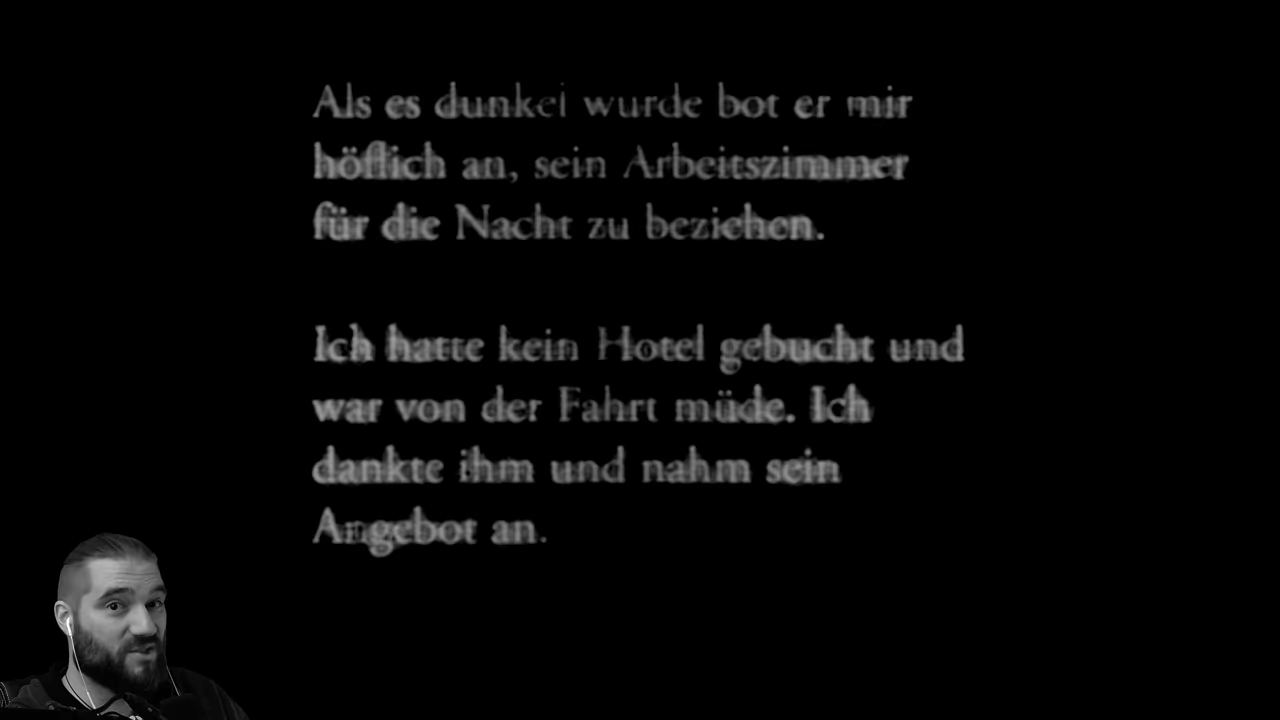 Als es dunkel wurde bot er mir
höflich an, sein Arbeitszimmer
für die Nacht zu beziehen.
Ich hatte kein Hotel gebucht und
war von der Fahrt müde. Ich
dankte ihm und nahm sein
Angebot an.